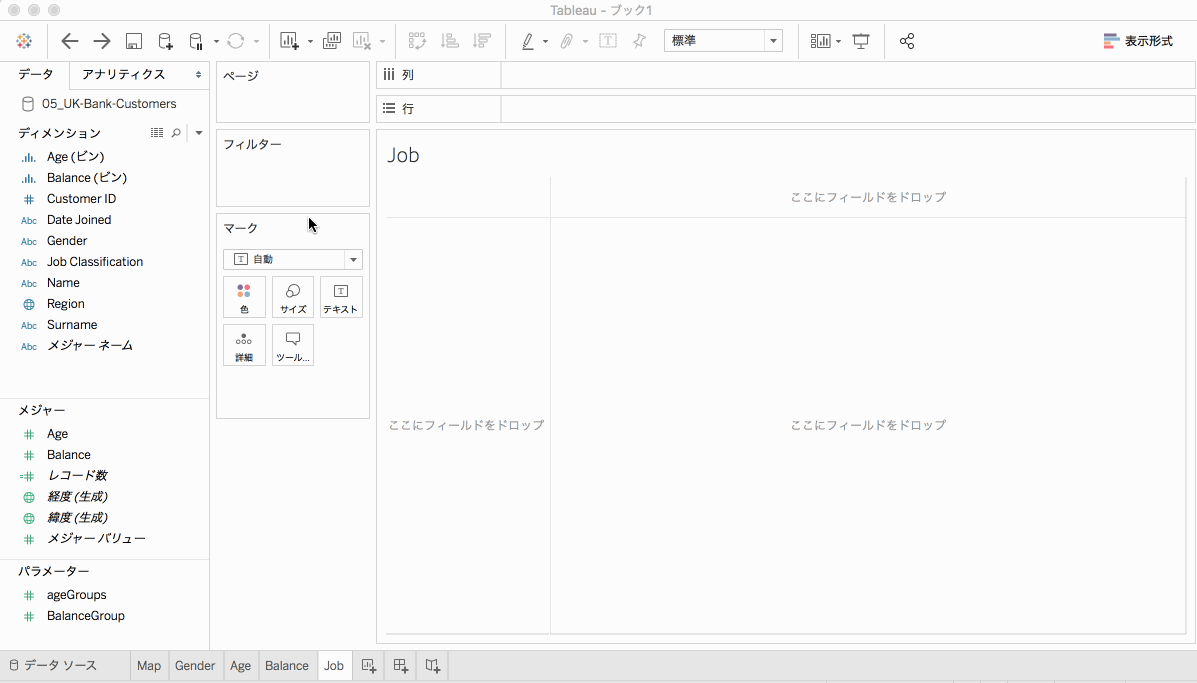 Tableau - ブック1
標準
表示形式
データ
アナリティクス
05_UK-Bank-Customers
ディメンション
Age (ビン)
Balance (ビン)
Customer ID
Abc Date Joined
Abc Gender
Abc Job Classification
Abc Name
Region
Abc Surname
Abc メジャー ネーム
メジャー
Age
Balance
レコード数
経度 (生成)
緯度 (生成)
メジャー バリュー
パラメーター
ageGroups
BalanceGroup
ページ
フィルター
マーク
自動
色
サイズ
テキスト
詳細
ツール...
列
行
Job
ここにフィールドをドロップ
ここにフィールドをドロップ
ここにフィールドをドロップ
データ ソース
Map
Gender
Age
Balance
Job